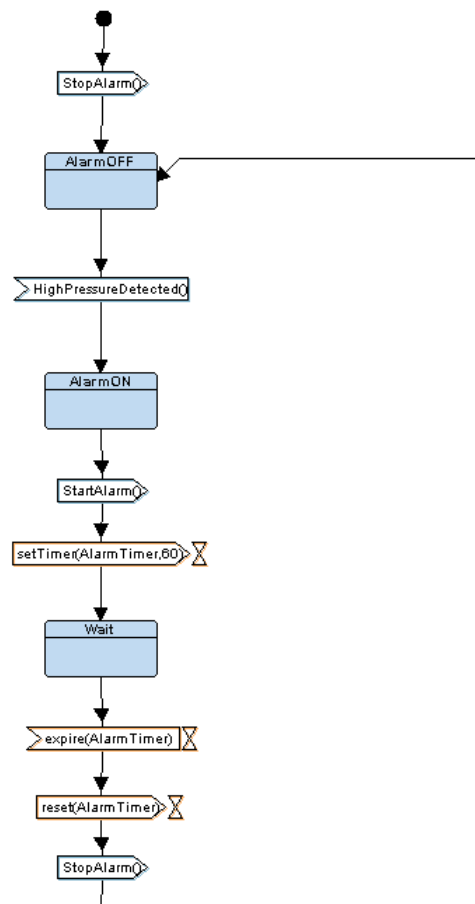 StopAlarm()
AlarmOFF
HighPressureDetected()
AlarmON
StartAlarm()
setTimer(AlarmTimer,60)
Wait
expire(AlarmTimer)
reset(AlarmTimer)
StopAlarm()